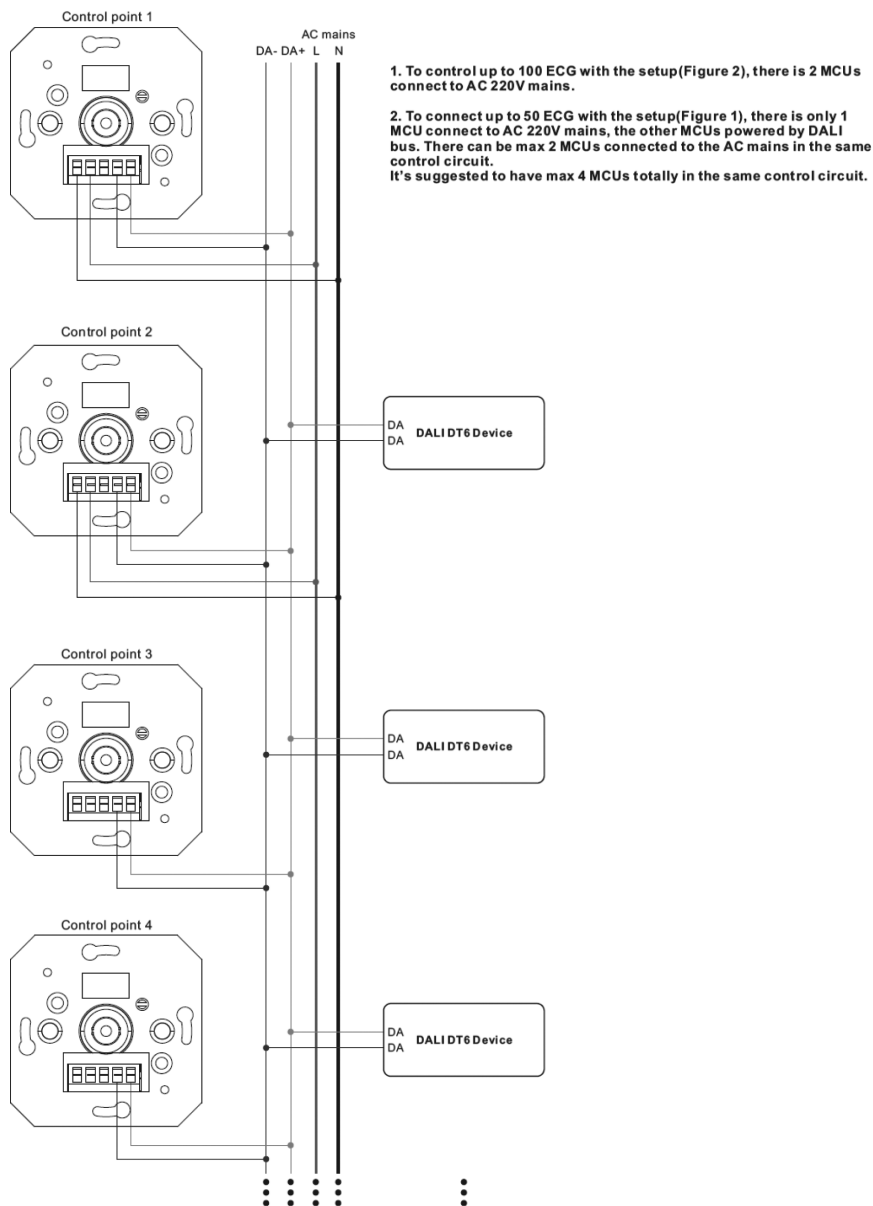 Control point 1
AC mains
DA- DA+ L N
1. To control up to 100 ECG with the setup(Figure 2), there is 2 MCUs
connect to AC 220V mains.
2. To connect up to 50 ECG with the setup(Figure 1), there is only 1
MCU connect to AC 220V mains, the other MCUs powered by DALI
bus. There can be max 2 MCUs connected to the AC mains in the same
control circuit.
It's suggested to have max 4 MCUs totally in the same control circuit.
Control point 2
DA
DA
DALI DT6 Device
Control point 3
DA
DA
DALI DT6 Device
Control point 4
DA
DA
DALI DT6 Device